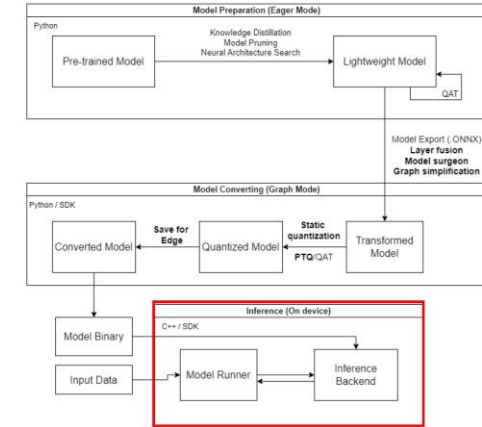 Model Preparation (Eager Mode)
Python
Knowledge Distillation
Model Pruning
Neural Architecture Search
Pre-trained Model
Lightweight Model
QAT
Model Export (.ONNX)
Layer fusion
Model surgeon
Graph simplification
Model Converting (Graph Mode)
Python / SDK
Converted Model
Save for
Edge
Quantized Model
Static
quantization
PTQ/QAT
Transformed
Model
Inference (On device)
C++ / SDK
Model Binary
Input Data
Model Runner
Inference
Backend